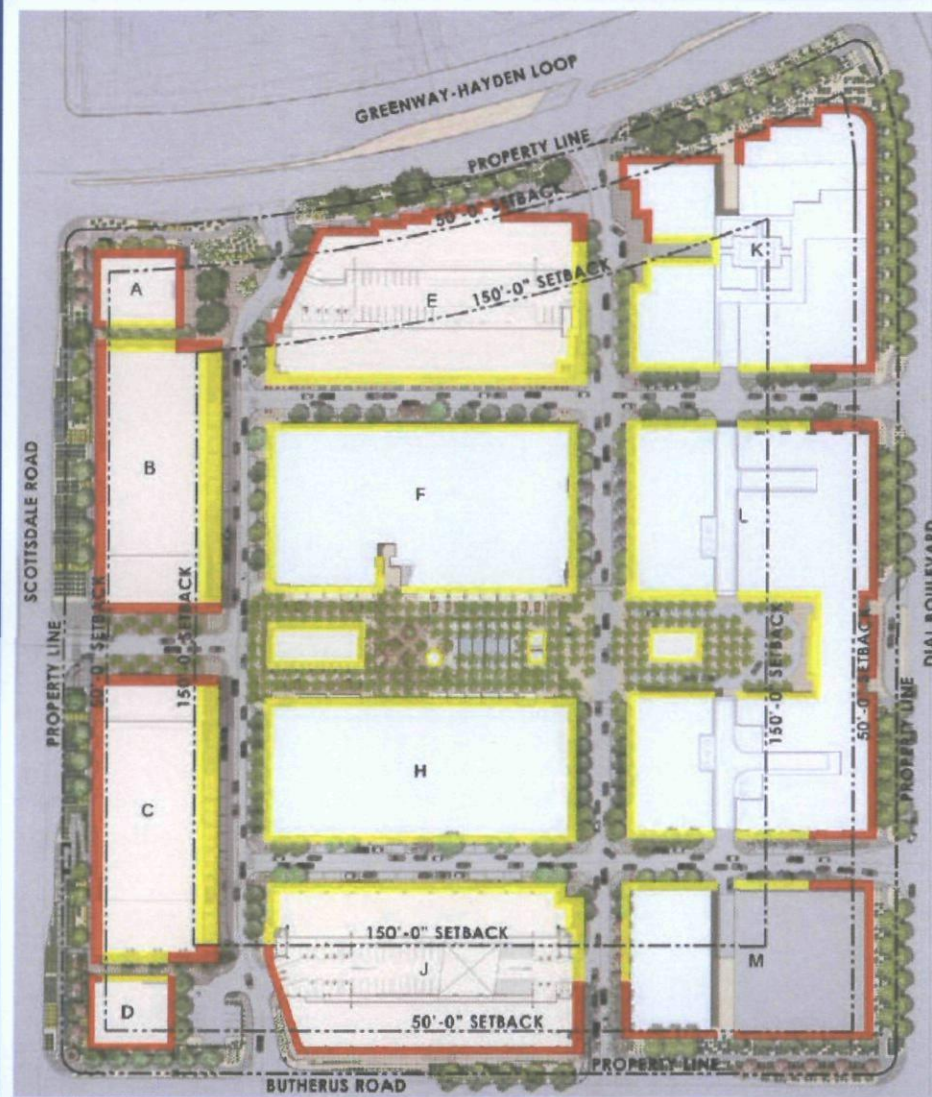 GREENWAY-HAYDEN LOOP
PROPERTY LINE
50'-0" SETBACK
150'-0" SETBACK
A
E
K
B
F
L
SCOTTSDALE ROAD
PROPERTY LINE
50'-0" SETBACK
150'-0" SETBACK
150'-0" SETBACK
50'-0" SETBACK
DIAL BOULEVARD
PROPERTY LINE
C
H
150'-0" SETBACK
J
M
D
50'-0" SETBACK
PROPERTY LINE
BUTHERUS ROAD